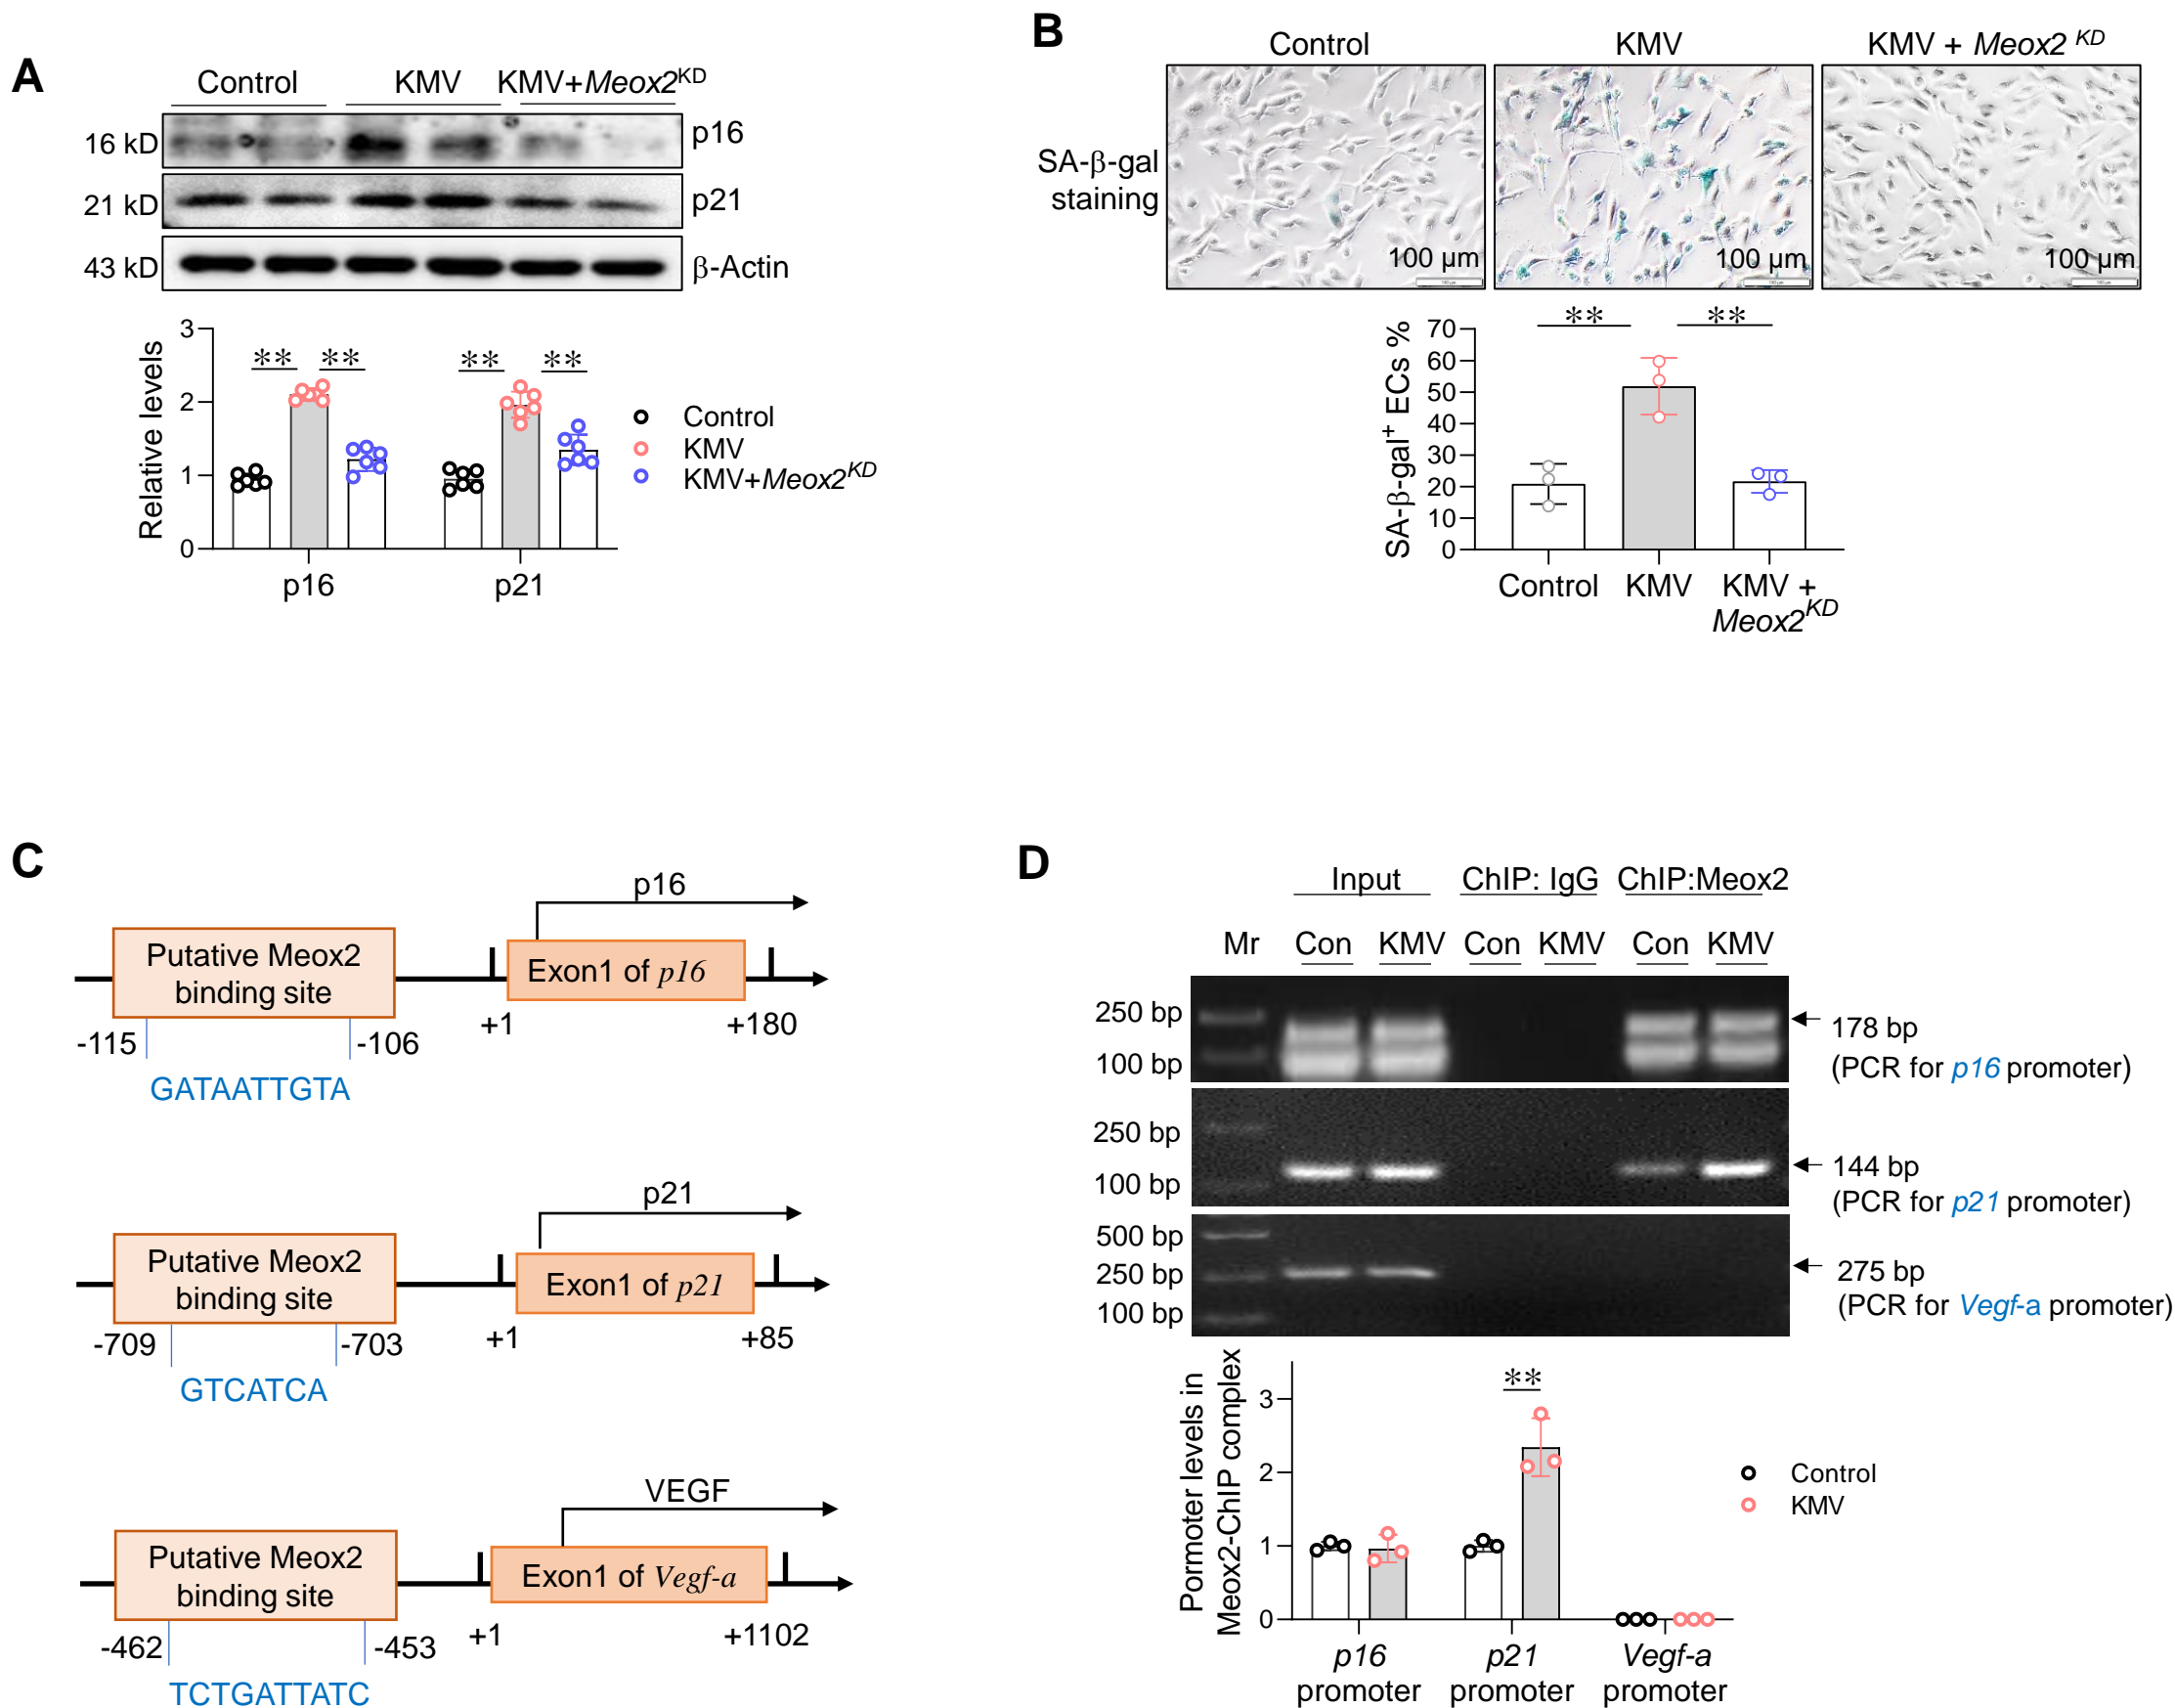 A
Control KMV KMV+Meox2KD
16 kD p16
21 kD p21
43 kD β-Actin
Relative levels
3
2
1
0
** ** ** **
p16 p21
Control
KMV
KMV+Meox2KD
B
Control KMV KMV + Meox2 KD
SA-β-gal
staining
100 µm 100 µm 100 µm
SA-β-gal+ ECs %
70
60
50
40
30
20
10
0
** **
Control KMV KMV +
Meox2KD
C
p16
Putative Meox2
binding site
Exon1 of p16
-115 -106 +1 +180
GATAATTGTA
p21
Putative Meox2
binding site
Exon1 of p21
-709 -703 +1 +85
GTCATCA
VEGF
Putative Meox2
binding site
Exon1 of Vegf-a
-462 -453 +1 +1102
TCTGATTATC
D
Input ChIP: IgG ChIP:Meox2
Mr Con KMV Con KMV Con KMV
250 bp
100 bp
178 bp
(PCR for p16 promoter)
250 bp
100 bp
144 bp
(PCR for p21 promoter)
500 bp
250 bp
100 bp
275 bp
(PCR for Vegf-a promoter)
Pormoter levels in
Meox2-ChIP complex
3
2
1
0
**
Control
KMV
p16 p21 Vegf-a
promoter promoter promoter